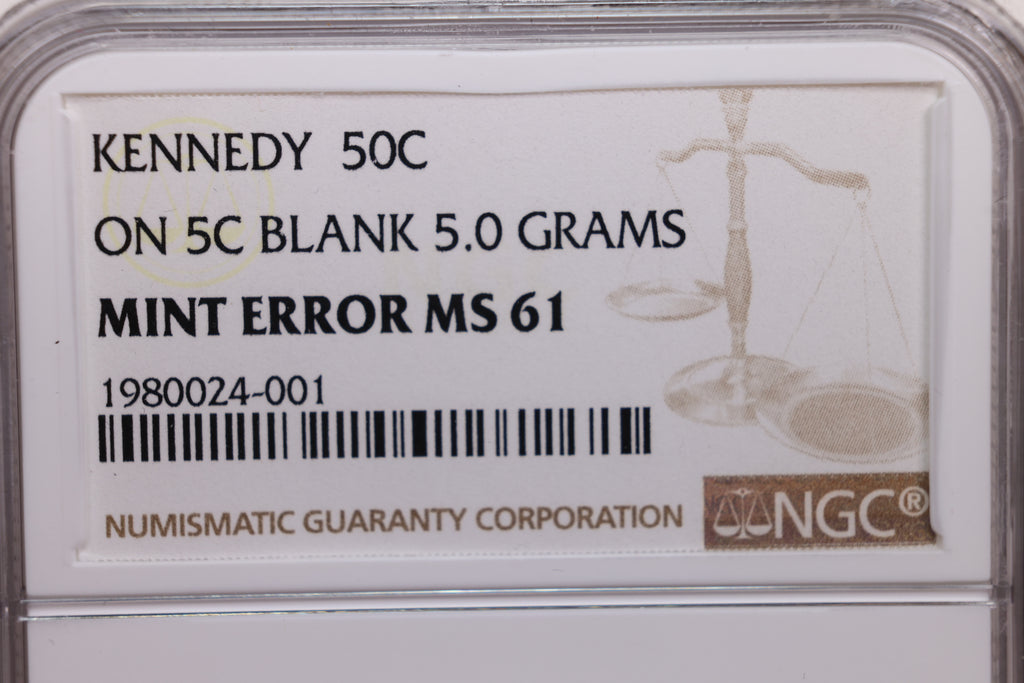 KENNEDY 50C
ON 5C BLANK 5.0 GRAMS
MINT ERROR MS 61
1980024-001
NUMISMATIC GUARANTY CORPORATION
NGC®